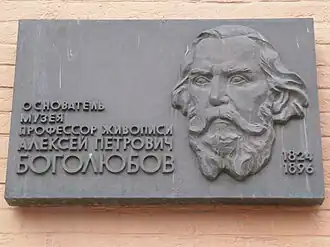 ОСНОВАТЕЛЬ
МУЗЕЯ
ПРОФЕССОР ЖИВОПИСИ
АЛЕКСЕЙ ПЕТРОВИЧ
БОГОЛЮБОВ
1824
1896